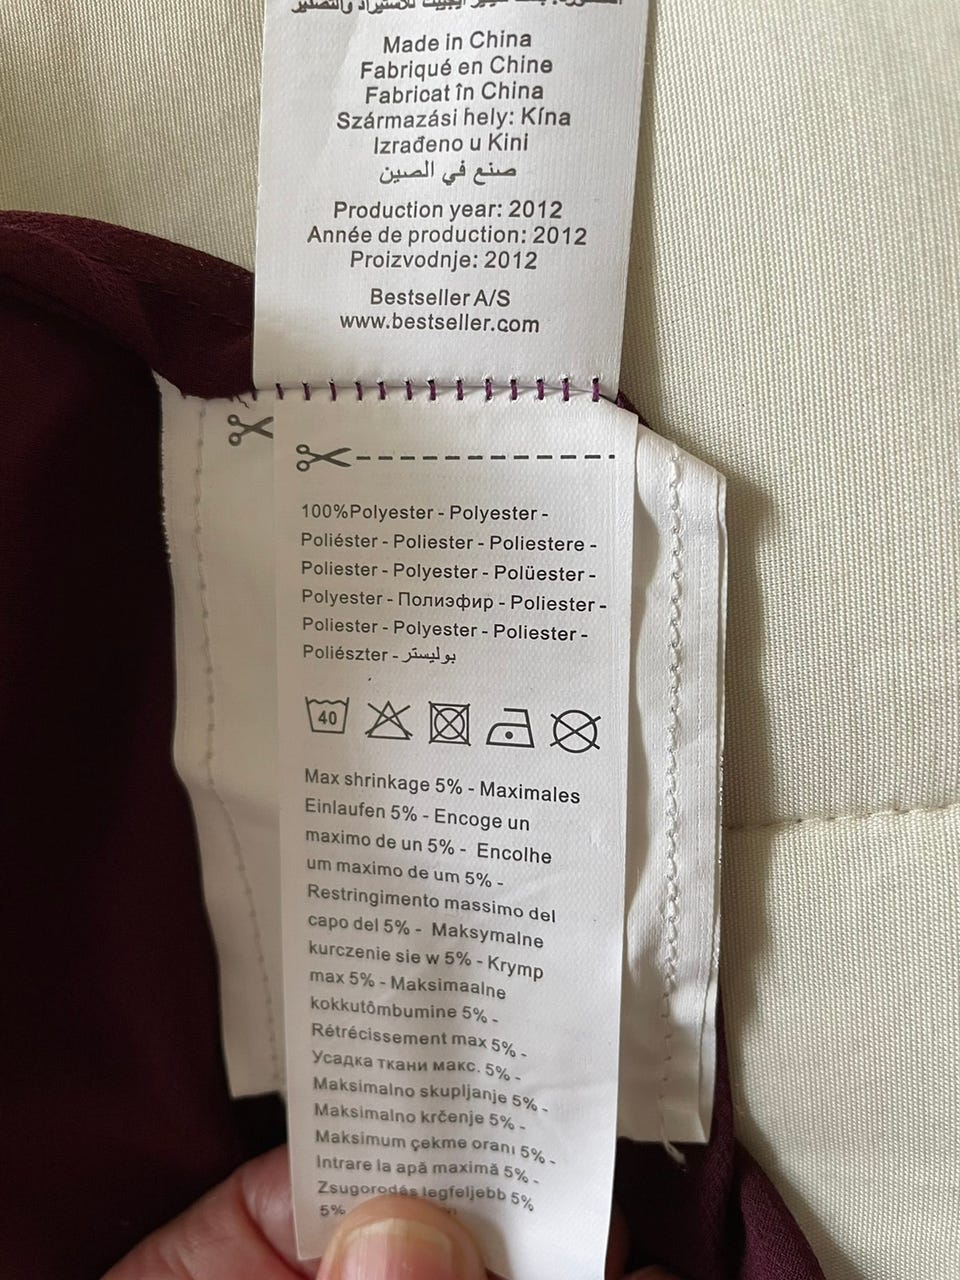 للاستيراد والتصدير
Made in China
Fabriqué en Chine
Fabricat în China
Származási hely: Kína
Izrađeno u Kini
صنع في الصين
Production year: 2012
Année de production: 2012
Proizvodnje: 2012
Bestseller A/S
www.bestseller.com
100%Polyester - Polyester -
Poliéster - Poliester - Poliestere -
Poliester - Polyester - Polüester -
Polyester - Полиэфир - Poliester -
Poliester - Polyester - Poliester -
Poliészter - بوليستر
40
Max shrinkage 5% - Maximales
Einlaufen 5% - Encoge un
maximo de un 5% - Encolhe
um maximo de um 5% -
Restringimento massimo del
capo del 5% - Maksymalne
kurczenie sie w 5% - Krymp
max 5% - Maksimaalne
kokkutômbumine 5% -
Rétrécissement max 5% -
Усадка ткани макс. 5% -
Maksimalno skupljanje 5% -
Maksimalno krčenje 5% -
Maksimum çekme oranı 5% -
Intrare la apă maximă 5% -
Zsugorodás legfeljebb 5%
5%